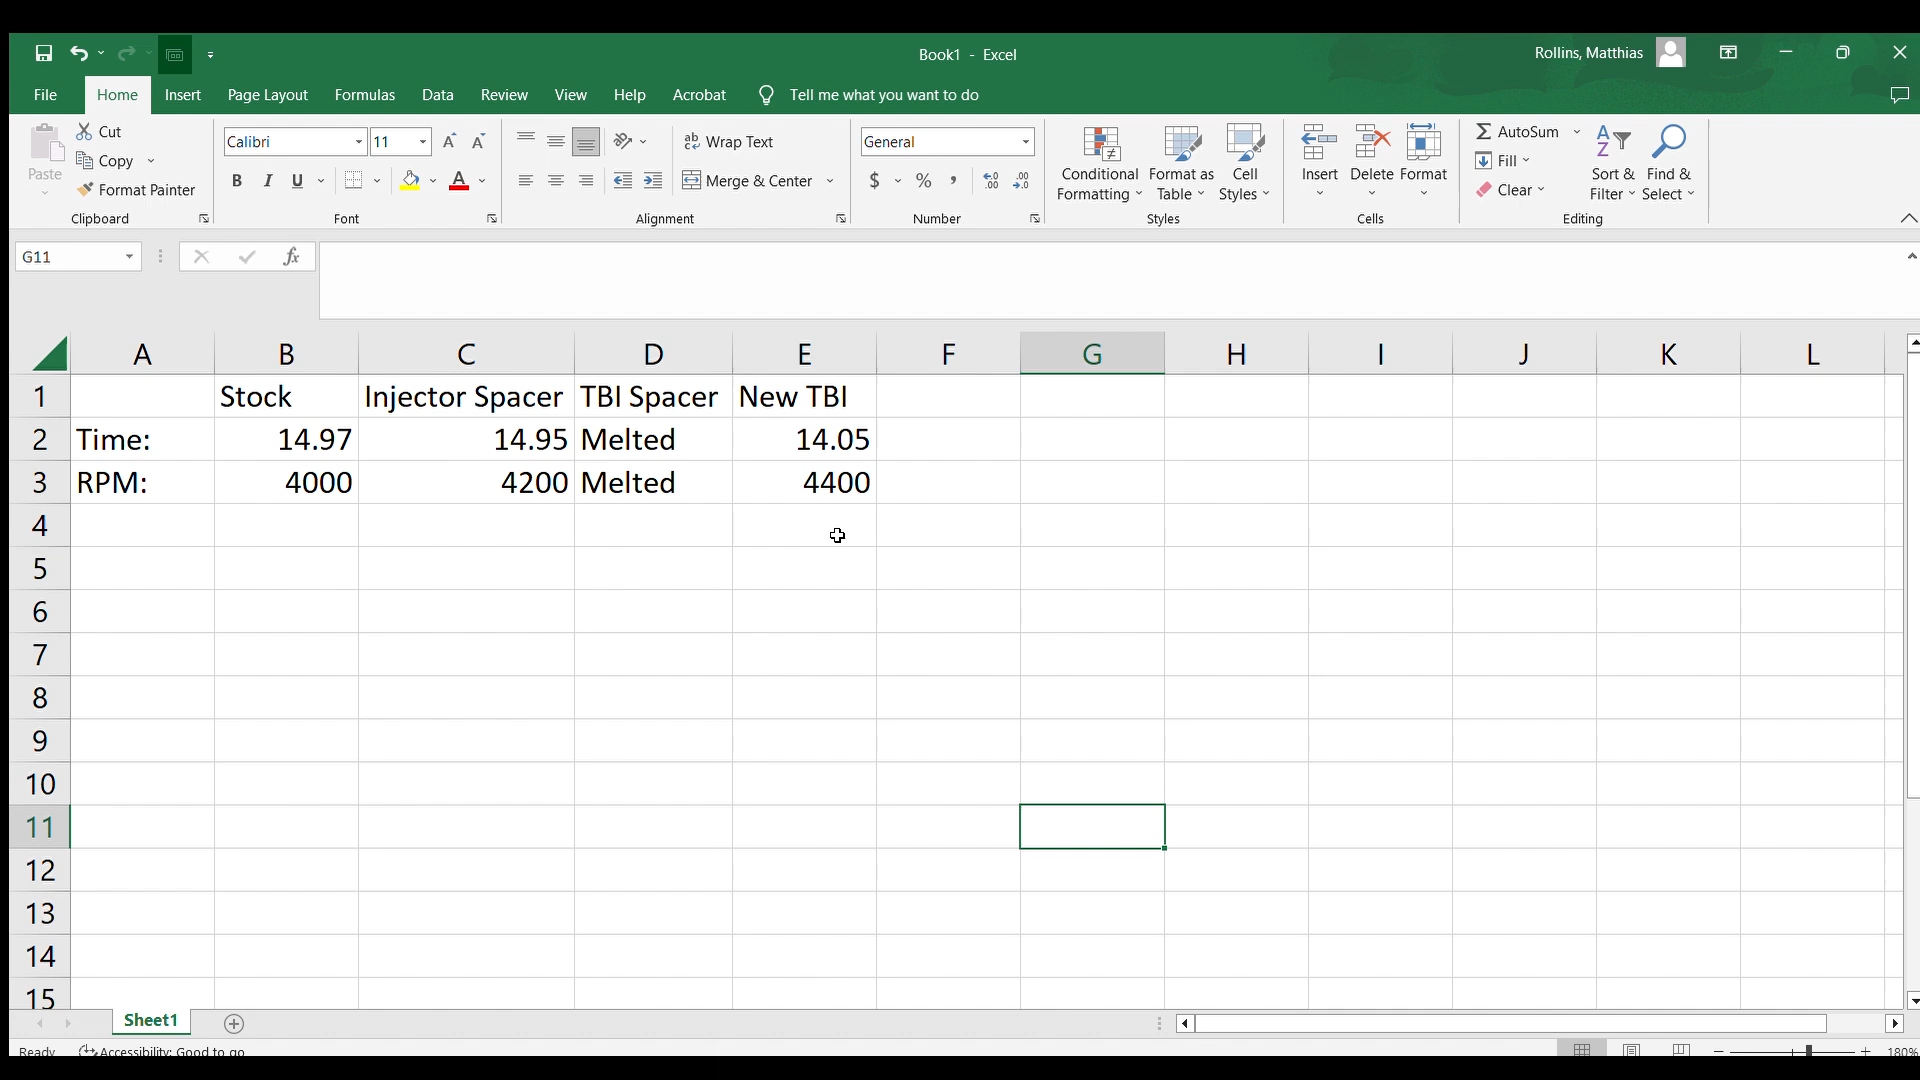 Book1 - Excel
Rollins, Matthias
File Home Insert Page Layout Formulas Data Review View Help Acrobat Tell me what you want to do
Paste
Cut
Copy
Format Painter
Clipboard
Calibri 11
B I U A
Font
ab Wrap Text
Merge & Center
Alignment
General
$ % ,
Number
Conditional Formatting
Format as Table
Cell Styles
Styles
Insert Delete Format
Cells
AutoSum
Fill
Clear
Sort & Filter
Find & Select
Editing
G11 fx
A B C D E F G H I J K L
1 Stock Injector Spacer TBI Spacer New TBI
2 Time: 14.97 14.95 Melted 14.05
3 RPM: 4000 4200 Melted 4400
4
5
6
7
8
9
10
11
12
13
14
15
Sheet1
Ready Accessibility: Good to go 180%